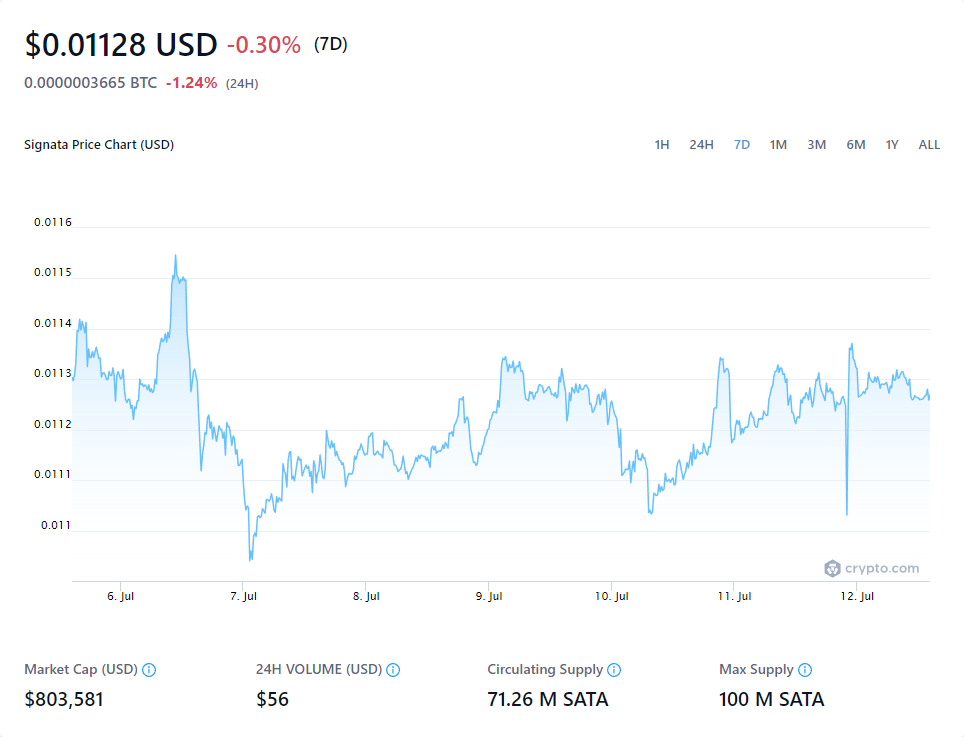 $0.01128 USD -0.30% (7D)
0.0000003665 BTC -1.24% (24H)
Signata Price Chart (USD) 1H 24H 7D 1M 3M 6M 1Y ALL
0.0116
0.0115
0.0114
0.0113
0.0112
0.0111
0.011
crypto.com
6. Jul 7. Jul 8. Jul 9. Jul 10. Jul 11. Jul 12. Jul
Market Cap (USD) 24H VOLUME (USD) Circulating Supply Max Supply
$803,581 $56 71.26 M SATA 100 M SATA